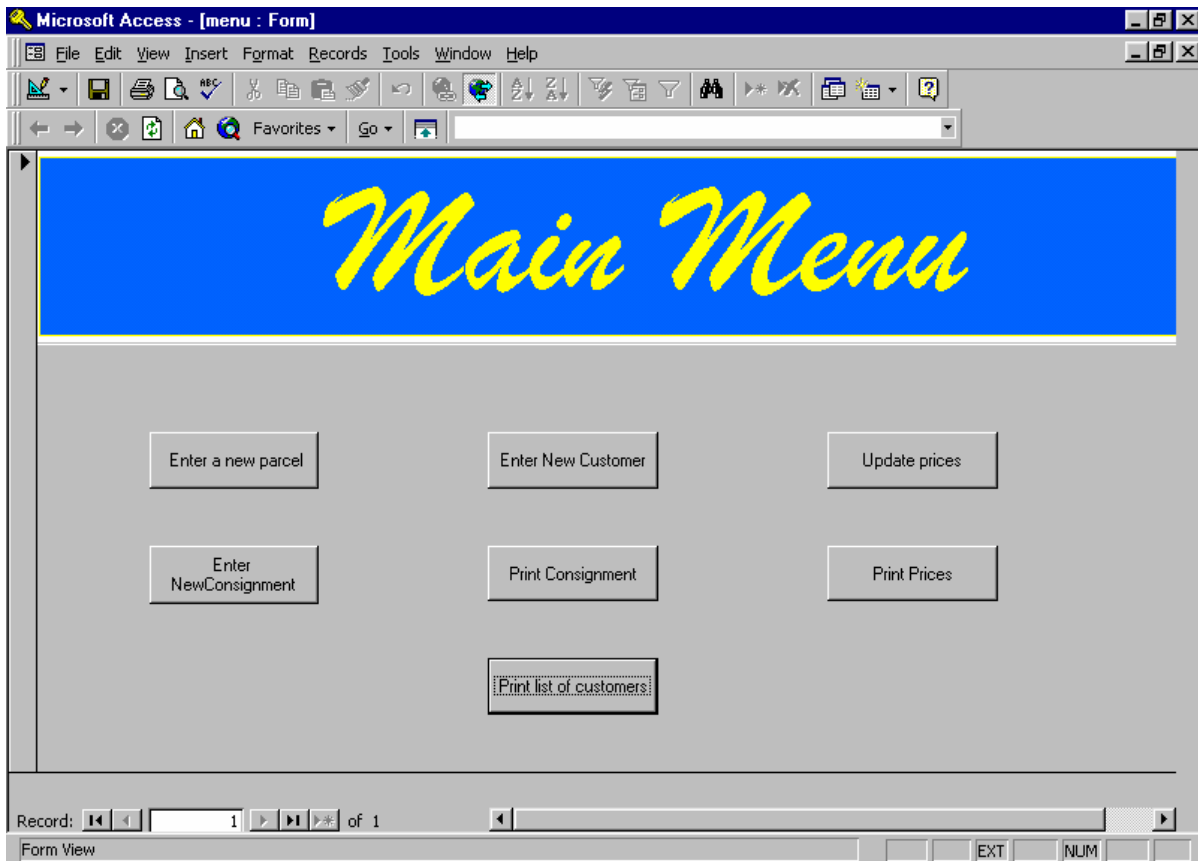 Microsoft Access - [menu : Form]
File Edit View Insert Format Records Tools Window Help
ABC
A Z Z A
Favorites Go
Main Menu
Enter a new parcel Enter New Customer Update prices
Enter
NewConsignment Print Consignment Print Prices
Print list of customers
Record: 1 of 1
Form View EXT NUM